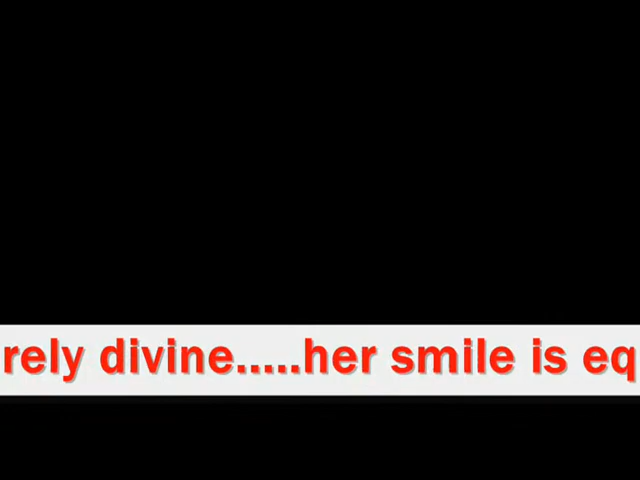 rely divine.....her smile is eq